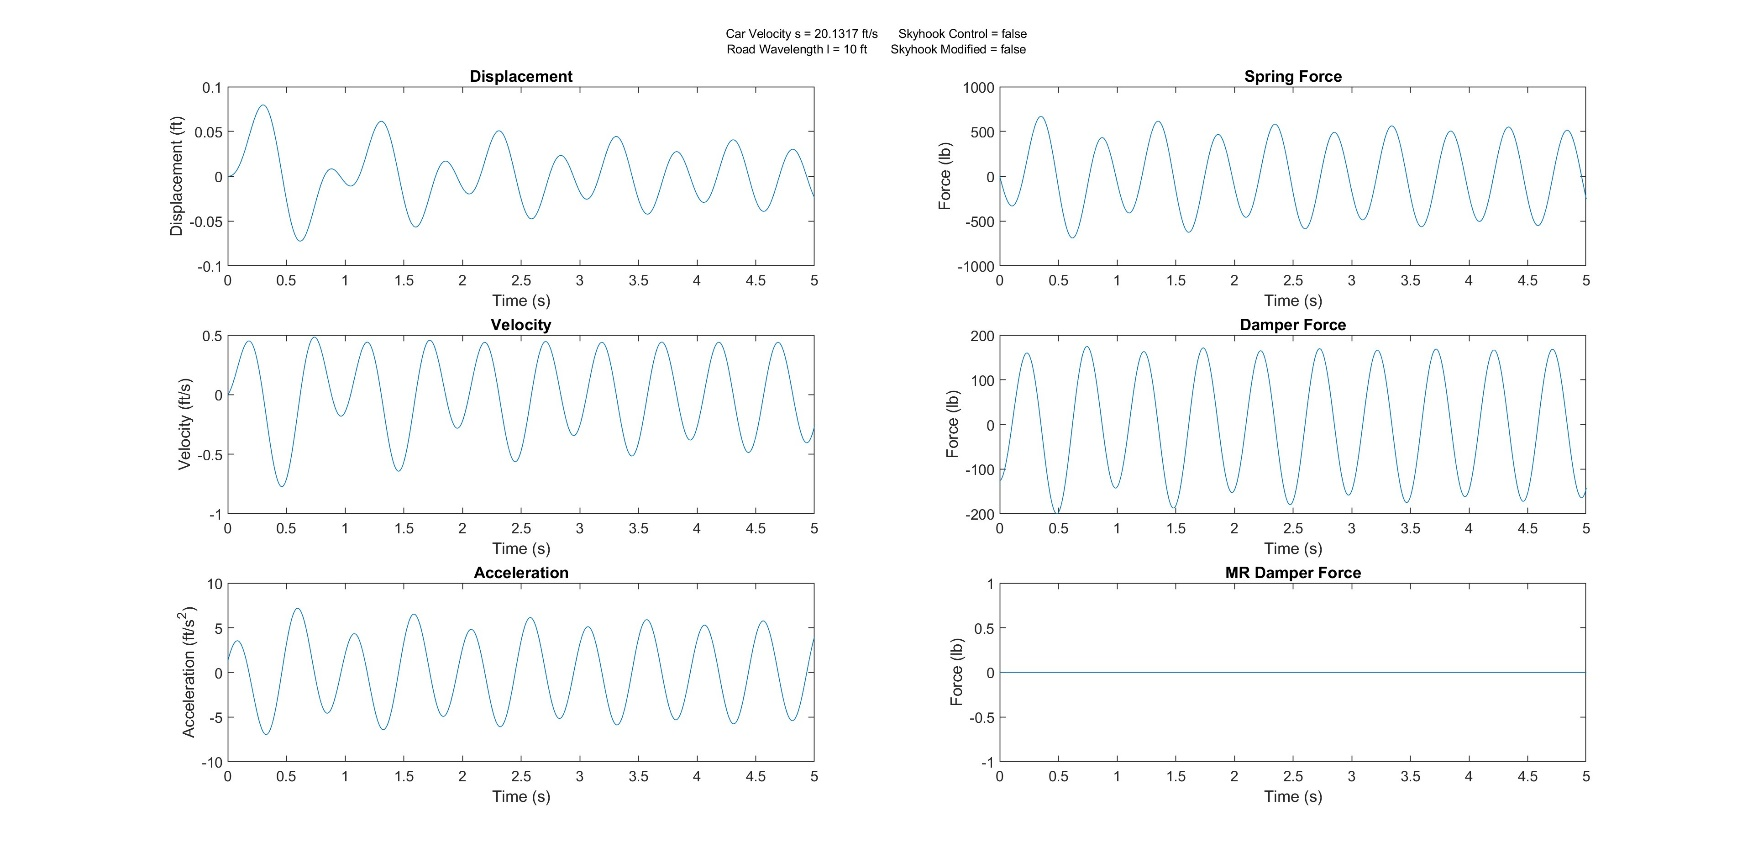 Car Velocity s = 20.1317 ft/s Skyhook Control = false
Road Wavelength l = 10 ft Skyhook Modified = false
Displacement
Displacement (ft)
0.1
0.05
0
-0.05
-0.1
0 0.5 1 1.5 2 2.5 3 3.5 4 4.5 5
Time (s)
Spring Force
Force (lb)
1000
500
0
-500
-1000
0 0.5 1 1.5 2 2.5 3 3.5 4 4.5 5
Time (s)
Velocity
Velocity (ft/s)
0.5
0
-0.5
-1
0 0.5 1 1.5 2 2.5 3 3.5 4 4.5 5
Time (s)
Damper Force
Force (lb)
200
100
0
-100
-200
0 0.5 1 1.5 2 2.5 3 3.5 4 4.5 5
Time (s)
Acceleration
Acceleration (ft/s²)
10
5
0
-5
-10
0 0.5 1 1.5 2 2.5 3 3.5 4 4.5 5
Time (s)
MR Damper Force
Force (lb)
1
0.5
0
-0.5
-1
0 0.5 1 1.5 2 2.5 3 3.5 4 4.5 5
Time (s)